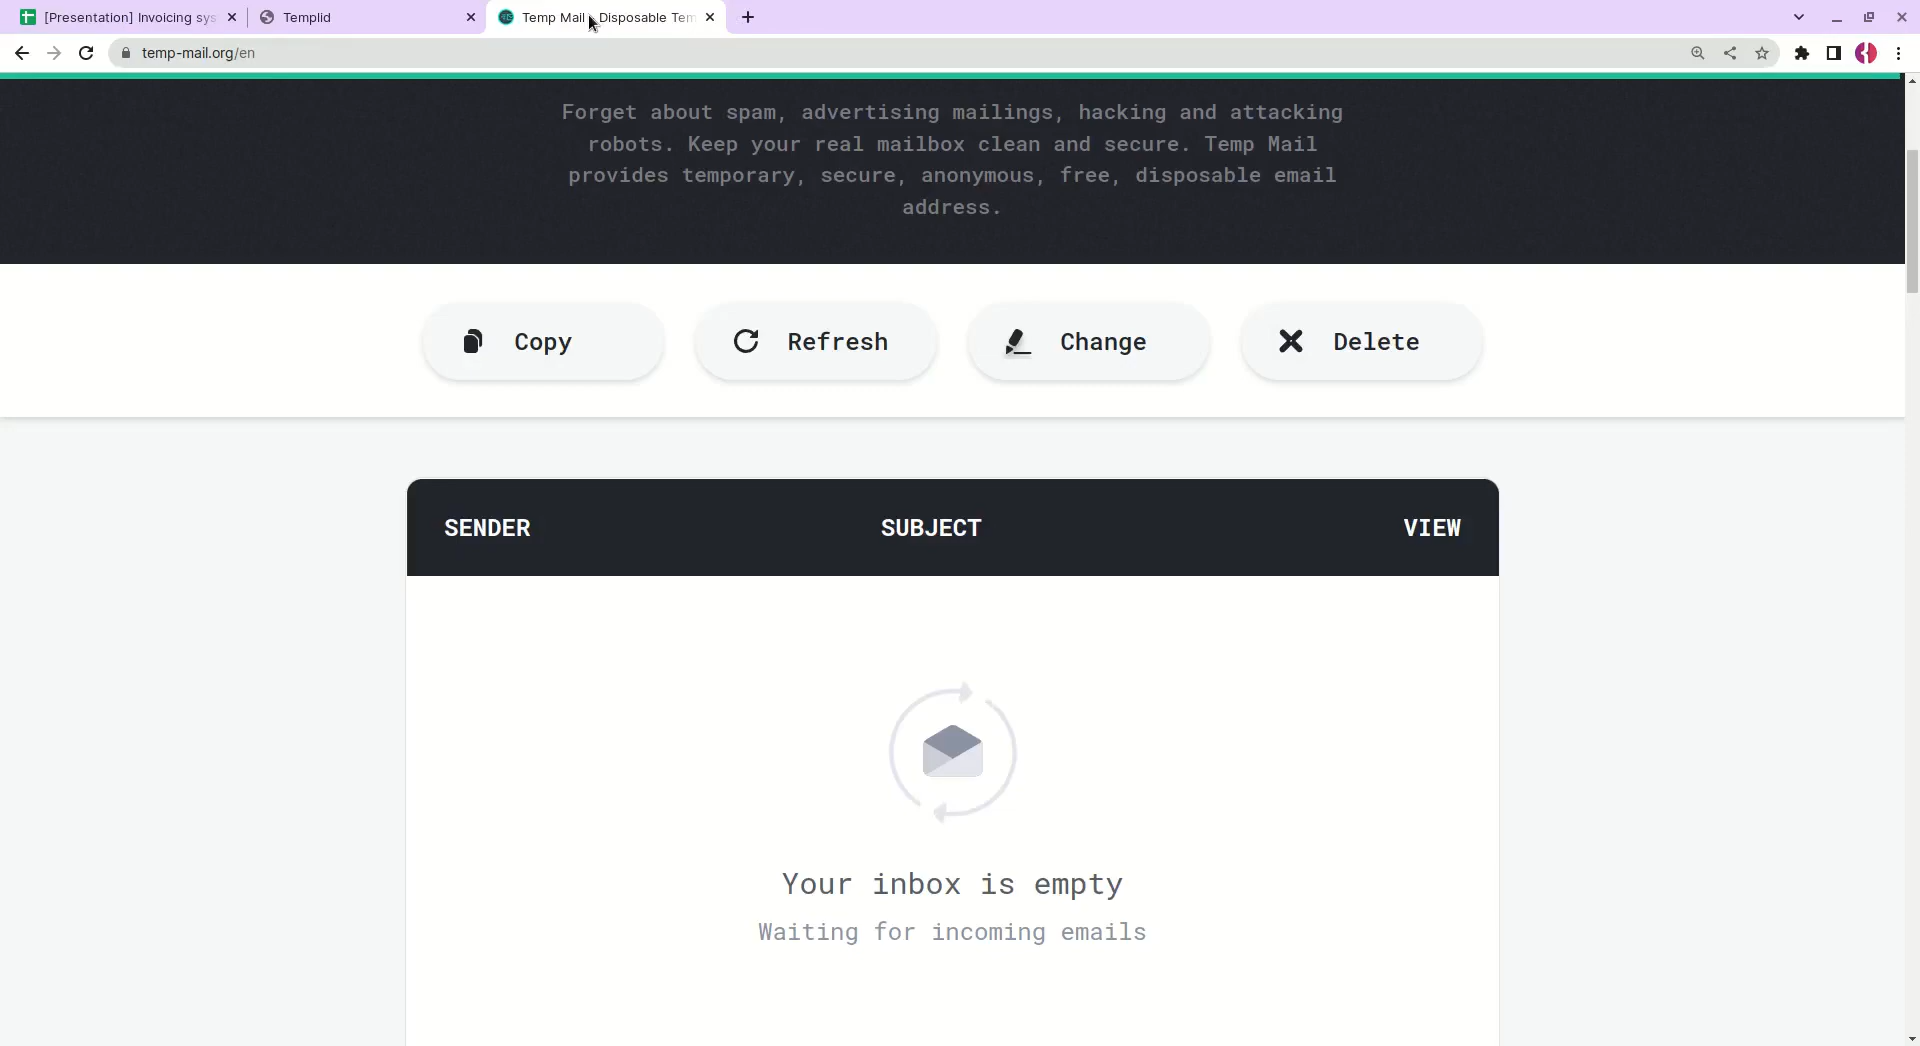 [Presentation] Invoicing sys
Templid
Temp Mail - Disposable Tem
temp-mail.org/en
Forget about spam, advertising mailings, hacking and attacking
robots. Keep your real mailbox clean and secure. Temp Mail
provides temporary, secure, anonymous, free, disposable email
address.
Copy
Refresh
Change
Delete
SENDER
SUBJECT
VIEW
Your inbox is empty
Waiting for incoming emails